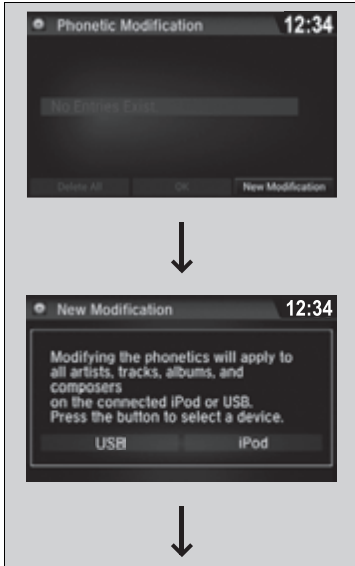 Phonetic Modification 12:34
No Entries Exist.
Delete All OK New Modification
New Modification 12:34
Modifying the phonetics will apply to
all artists, tracks, albums, and
composers
on the connected iPod or USB.
Press the button to select a device.
USB iPod